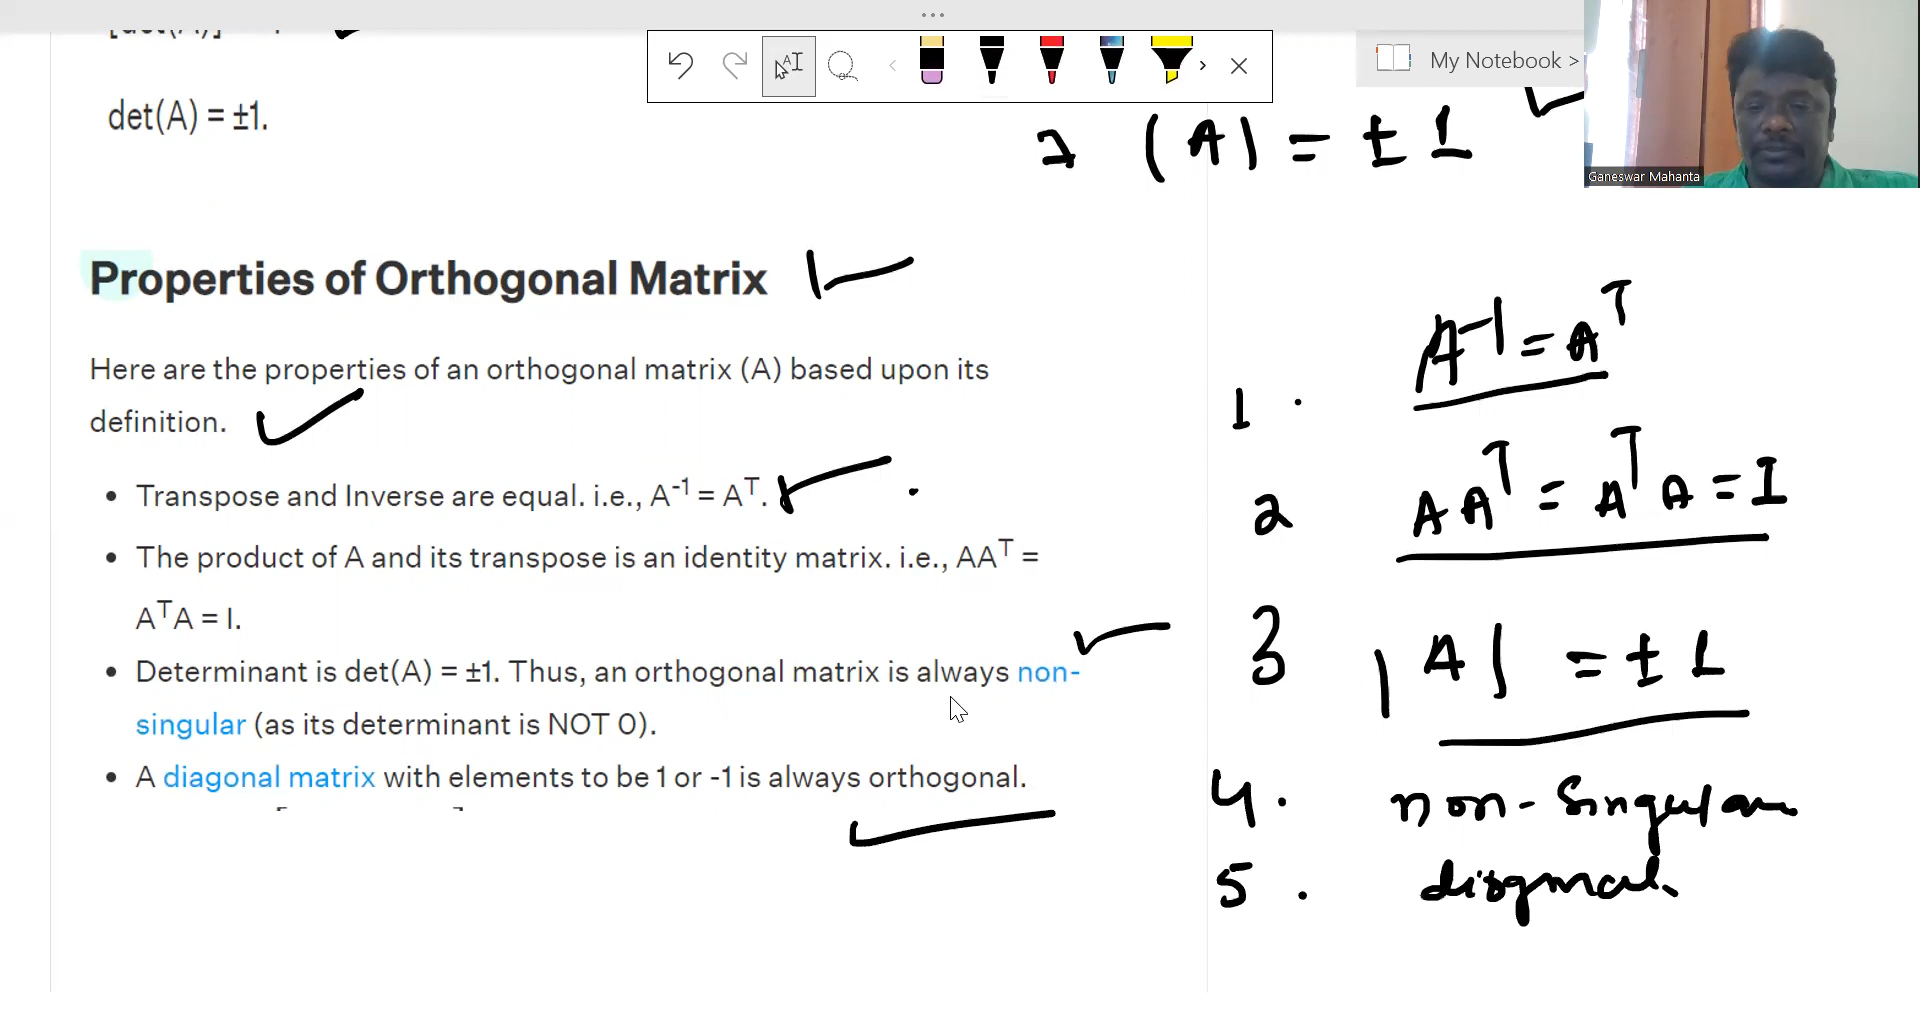 det(A) = ±1.
My Notebook >
|A| = ± 1
Ganeswar Mahanta
Properties of Orthogonal Matrix
Here are the properties of an orthogonal matrix (A) based upon its
definition.
• Transpose and Inverse are equal. i.e., A⁻¹ = Aᵀ.
• The product of A and its transpose is an identity matrix. i.e., AAᵀ =
AᵀA = I.
• Determinant is det(A) = ±1. Thus, an orthogonal matrix is always non-
singular (as its determinant is NOT 0).
• A diagonal matrix with elements to be 1 or -1 is always orthogonal.
1. A⁻¹ = Aᵀ
2 AAᵀ = AᵀA = I
3 |A| = ± 1
4. non-Singular
5. diagonal